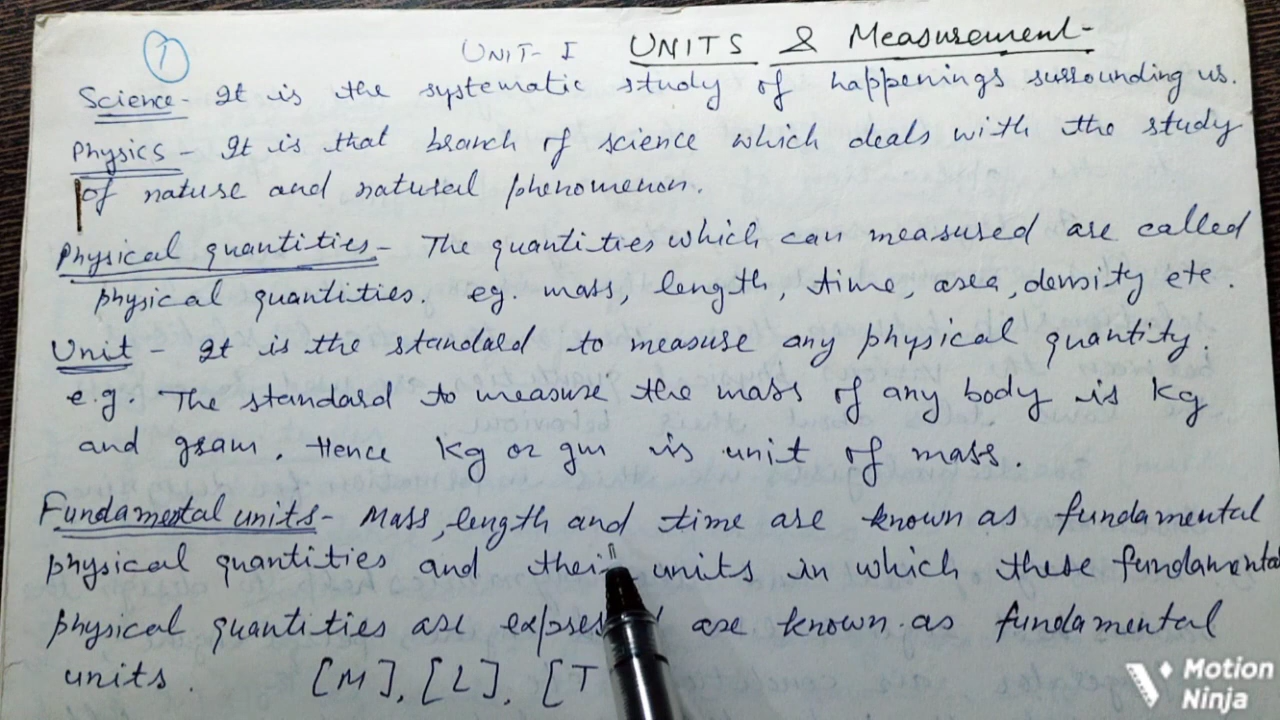 1
UNIT- I UNITS & Measurement-
Science- It is the systematic study of happenings surrounding us.
Physics - It is that branch of science which deals with the study
of nature and natural phenomenon.
Physical quantities- The quantities which can measured are called
physical quantities. eg. mass, length, time, area, density etc.
Unit - It is the standard to measure any physical quantity.
e.g. The standard to measure the mass of any body is Kg
and gram. Hence Kg or gm is unit of mass.
Fundamental units- Mass, length and time are known as fundamental
physical quantities and their units in which these fundamental
physical quantities are are known as fundamental
units. [M], [L], [T
Motion
Ninja